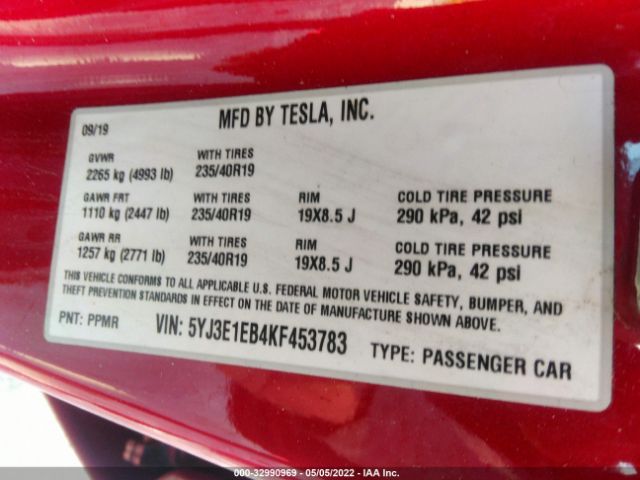 MFD BY TESLA, INC.
09/19
GVWR WITH TIRES
2265 kg (4993 lb) 235/40R19
GAWR FRT WITH TIRES RIM COLD TIRE PRESSURE
1110 kg (2447 lb) 235/40R19 19X8.5 J 290 kPa, 42 psi
GAWR RR WITH TIRES RIM COLD TIRE PRESSURE
1257 kg (2771 lb) 235/40R19 19X8.5 J 290 kPa, 42 psi
THIS VEHICLE CONFORMS TO ALL APPLICABLE U.S. FEDERAL MOTOR VEHICLE SAFETY, BUMPER, AND
THEFT PREVENTION STANDARDS IN EFFECT ON THE DATE OF MANUFACTURE SHOWN ABOVE.
PNT: PPMR VIN: 5YJ3E1EB4KF453783 TYPE: PASSENGER CAR
000-32990969 - 05/05/2022 - IAA Inc.